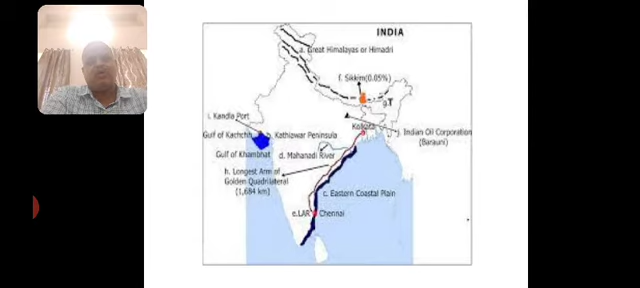 INDIA
a. Great Himalayas or Himadri
f. Sikkim(0.05%)
gT
i. Kandla Port
Kolkata
j. Indian Oil Corporation
(Barauni)
Gulf of Kachchh
b. Kathiawar Peninsula
Gulf of Khambhat
d. Mahanadi River
h. Longest Arm of
Golden Quadrilateral
(1,684 km)
c. Eastern Coastal Plain
e.LAR
Chennai